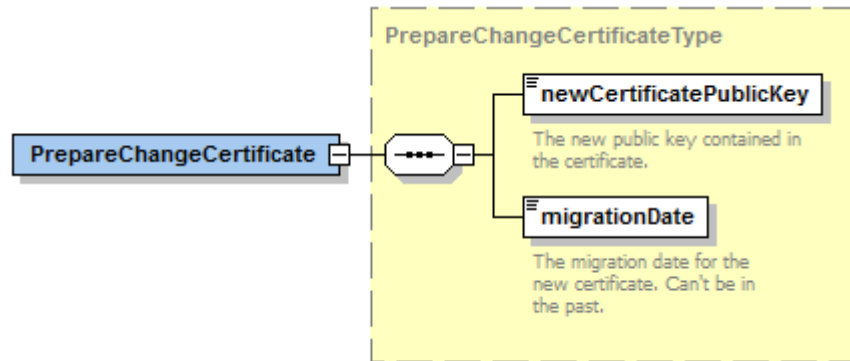 PrepareChangeCertificateType
newCertificatePublicKey
The new public key contained in
the certificate.
PrepareChangeCertificate
migrationDate
The migration date for the
new certificate. Can't be in
the past.